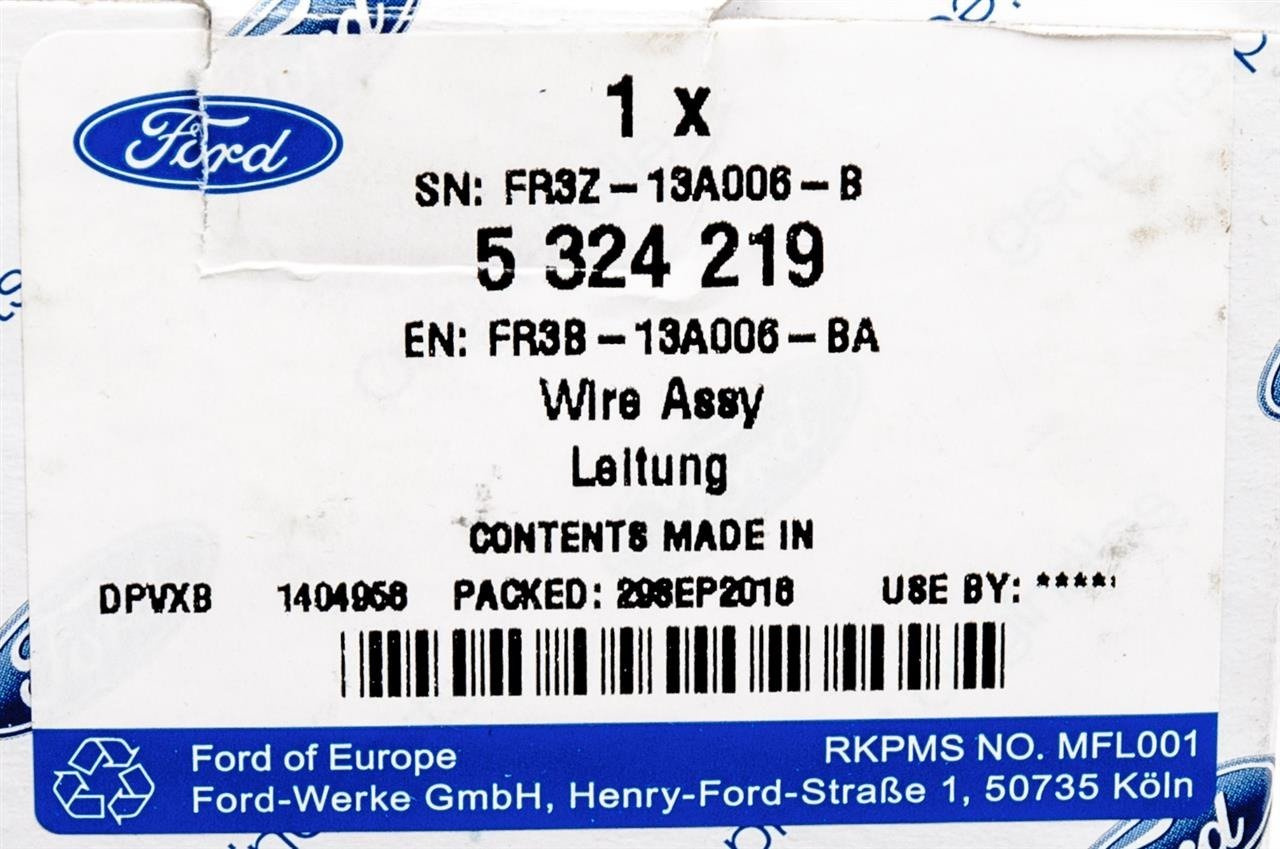 Ford
1 x
SN: FR3Z-13A006-B
5 324 219
EN: FR3B-13A006-BA
Wire Assy
Leitung
CONTENTS MADE IN
DPVXB 1404958 PACKED: 29SEP2016 USE BY: ****
Ford of Europe
RKPMS NO. MFL001
Ford-Werke GmbH, Henry-Ford-Straße 1, 50735 Köln